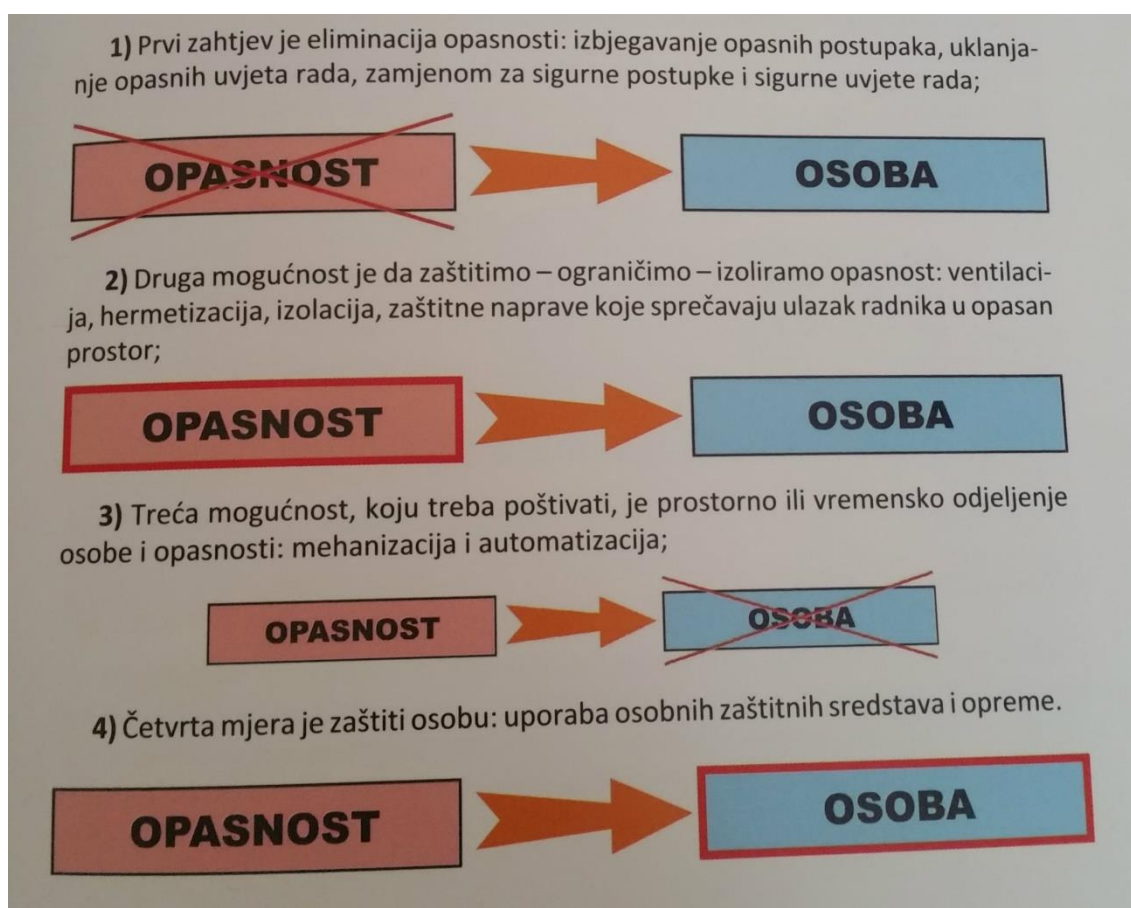 1) Prvi zahtjev je eliminacija opasnosti: izbjegavanje opasnih postupaka, uklanja-
nje opasnih uvjeta rada, zamjenom za sigurne postupke i sigurne uvjete rada;
OPASNOST OSOBA
2) Druga mogućnost je da zaštitimo – ograničimo – izoliramo opasnost: ventilaci-
ja, hermetizacija, izolacija, zaštitne naprave koje sprečavaju ulazak radnika u opasan
prostor;
OPASNOST OSOBA
3) Treća mogućnost, koju treba poštivati, je prostorno ili vremensko odjeljenje
osobe i opasnosti: mehanizacija i automatizacija;
OPASNOST OSOBA
4) Četvrta mjera je zaštiti osobu: uporaba osobnih zaštitnih sredstava i opreme.
OPASNOST OSOBA